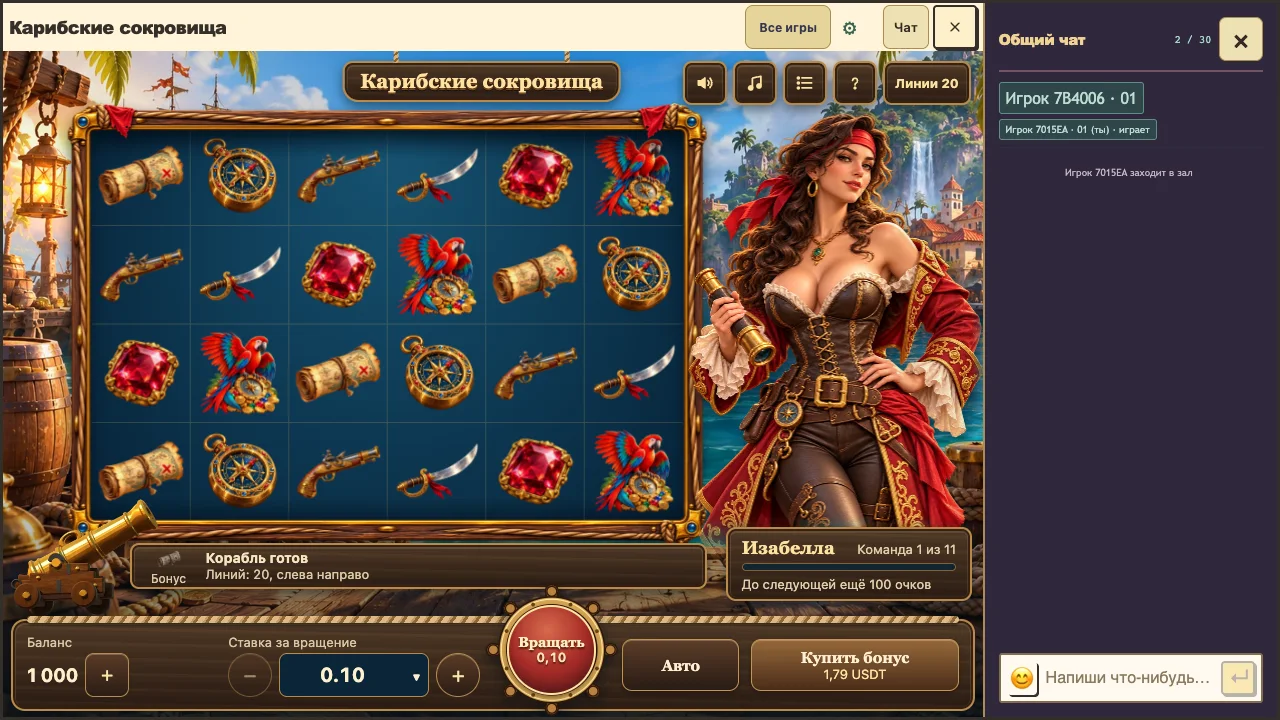 Карибские сокровища
Все игры
Чат
Карибские сокровища
?
Линии 20
Бонус
Корабль готов
Линий: 20, слева направо
Изабелла
Команда 1 из 11
До следующей ещё 100 очков
Баланс
1 000
+
Ставка за вращение
−
0.10
+
Вращать
0,10
Авто
Купить бонус
1,79 USDT
Общий чат
2 / 30
Игрок 7B4006 · 01
Игрок 7015EA · 01 (ты) · играет
Игрок 7015EA заходит в зал
Напиши что-нибудь...